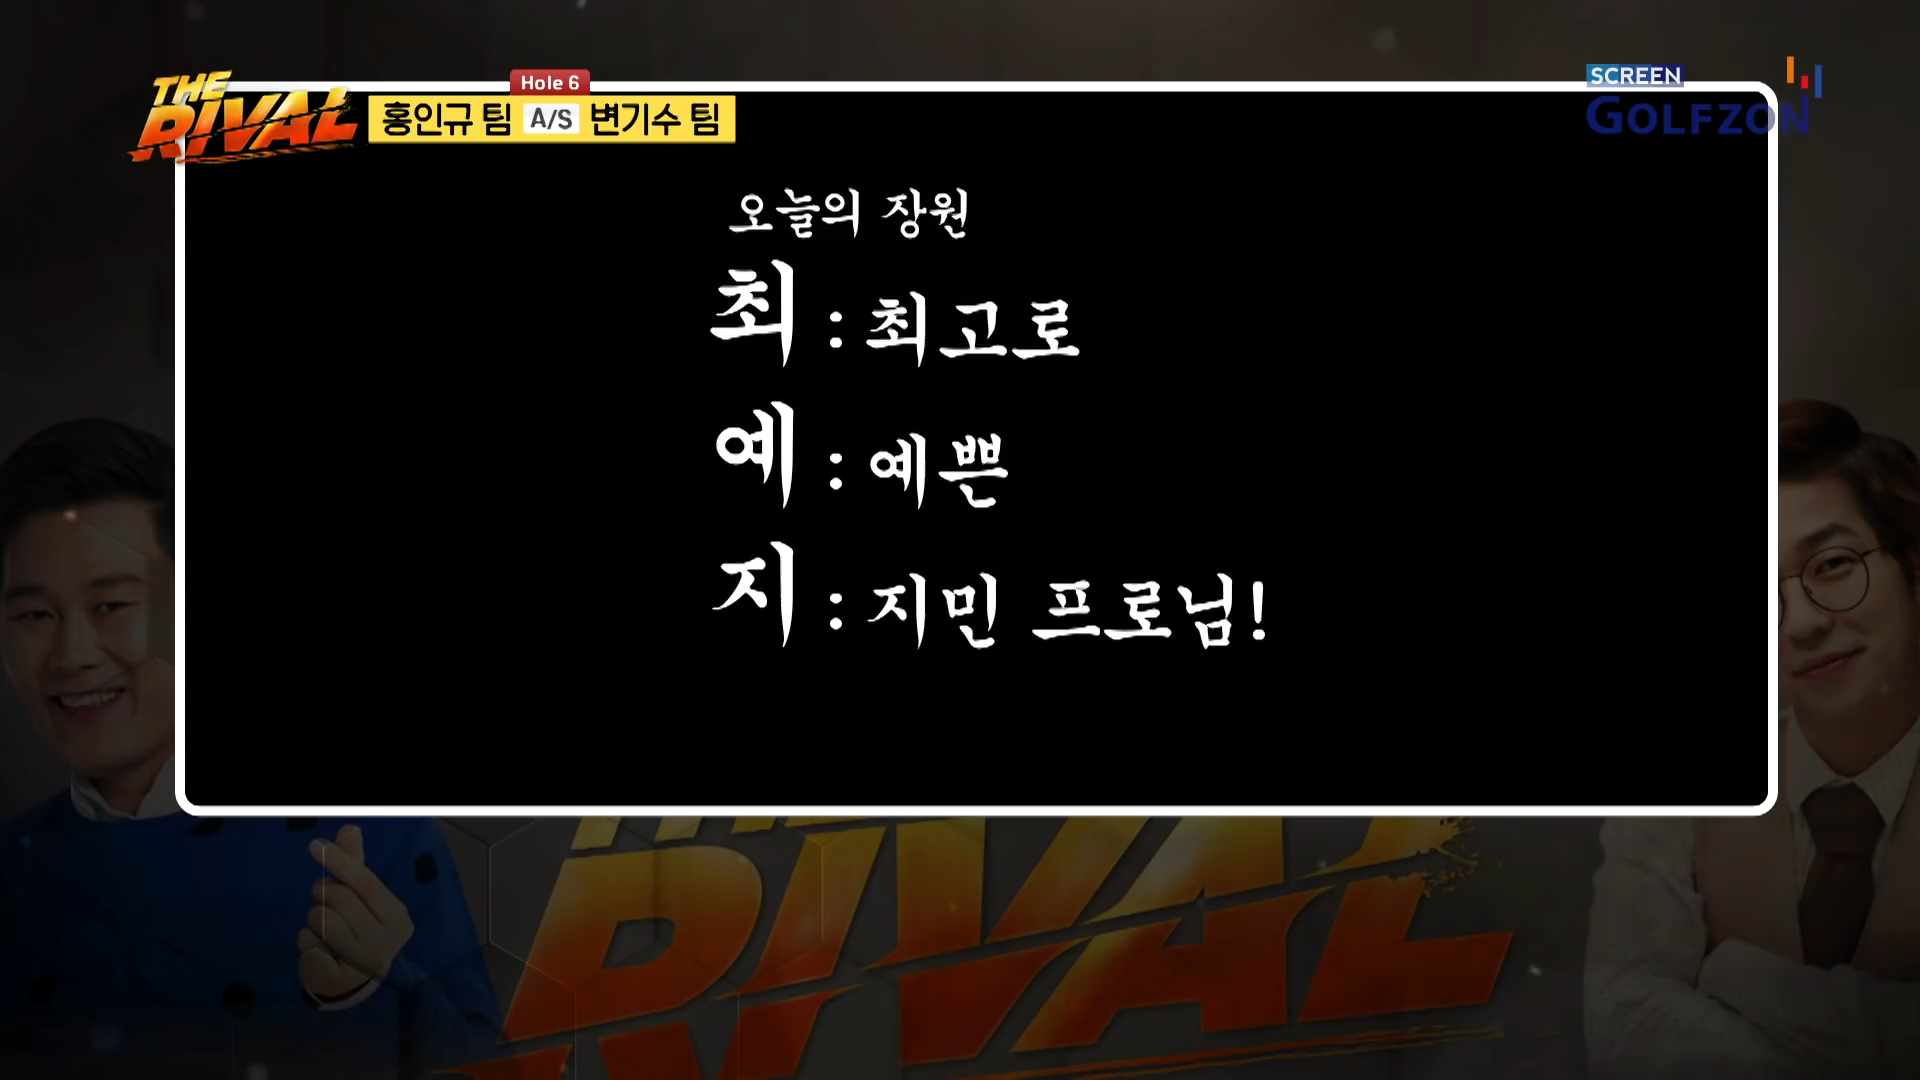 THE RIVAL
Hole 6
홍인규 팀 A/S 변기수 팀
SCREEN
GOLFZON
오늘의 장원
최 : 최고로
예 : 예쁜
지 : 지민 프로님!
RIVAL